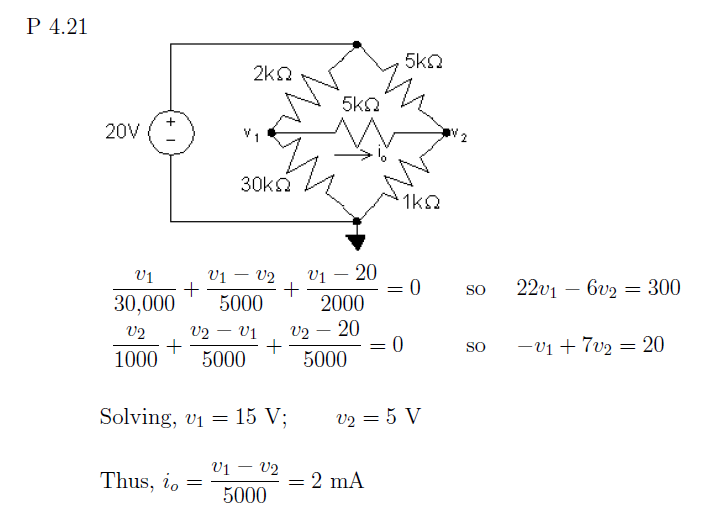 P 4.21
2kΩ
5kΩ
5kΩ
20V
+
−
v1
v2
io
30kΩ
1kΩ
v₁/30,000 + (v₁ − v₂)/5000 + (v₁ − 20)/2000 = 0 so 22v₁ − 6v₂ = 300
v₂/1000 + (v₂ − v₁)/5000 + (v₂ − 20)/5000 = 0 so −v₁ + 7v₂ = 20
Solving, v₁ = 15 V; v₂ = 5 V
Thus, iₒ = (v₁ − v₂)/5000 = 2 mA